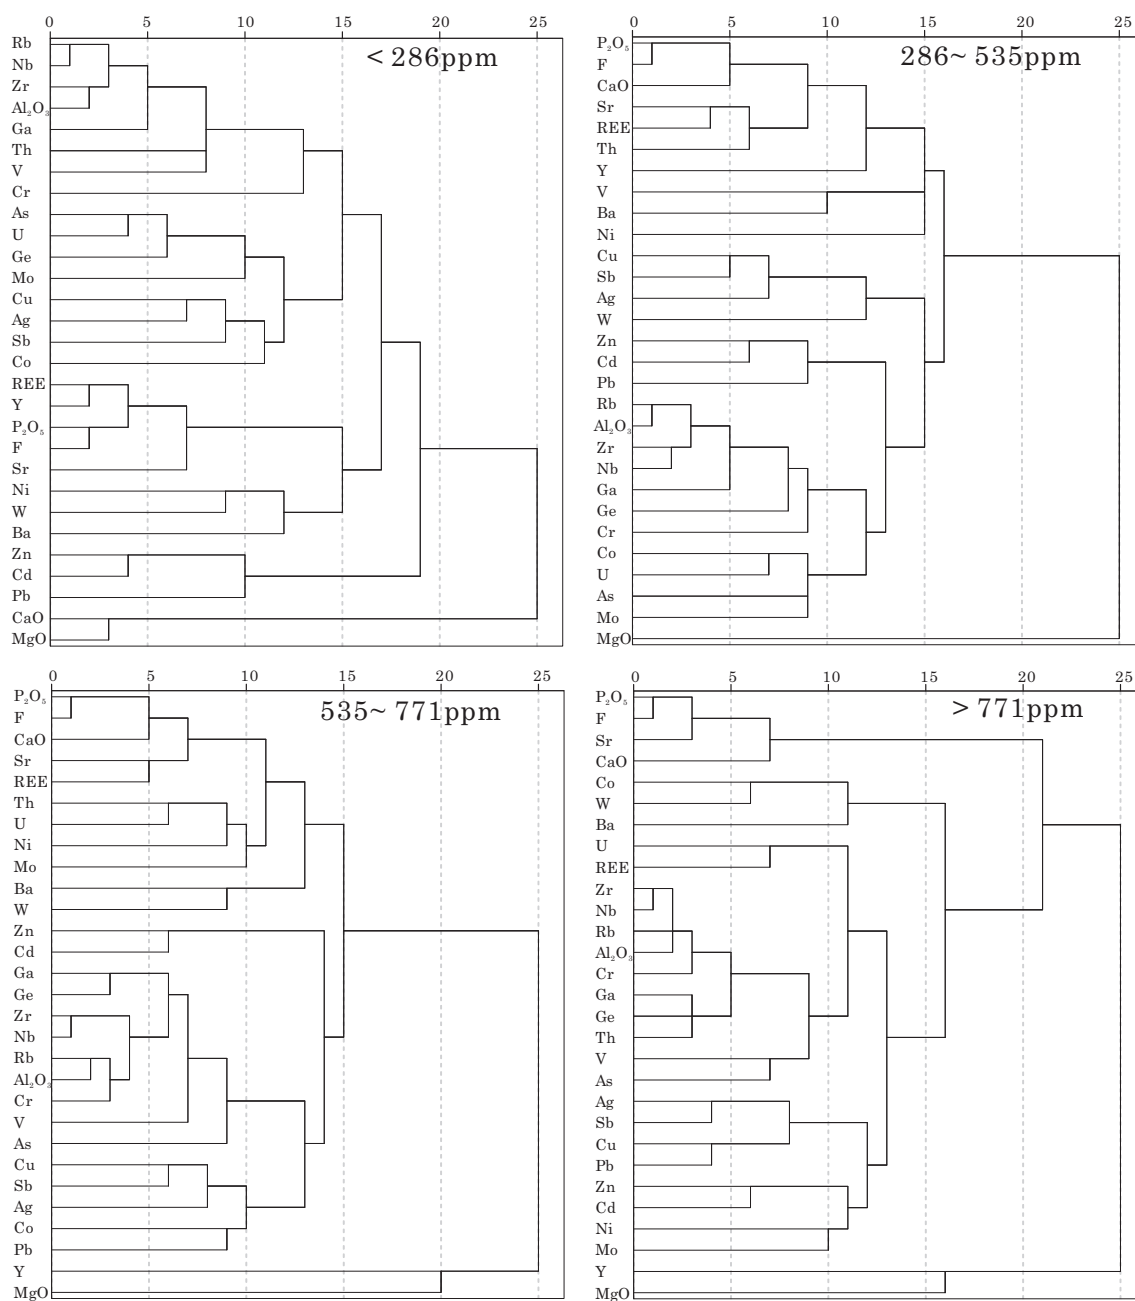 0 5 10 15 20 25
< 286ppm
Rb
Nb
Zr
Al₂O₃
Ga
Th
V
Cr
As
U
Ge
Mo
Cu
Ag
Sb
Co
REE
Y
P₂O₅
F
Sr
Ni
W
Ba
Zn
Cd
Pb
CaO
MgO
0 5 10 15 20 25
286~ 535ppm
P₂O₅
F
CaO
Sr
REE
Th
Y
V
Ba
Ni
Cu
Sb
Ag
W
Zn
Cd
Pb
Rb
Al₂O₃
Zr
Nb
Ga
Ge
Cr
Co
U
As
Mo
MgO
0 5 10 15 20 25
535~ 771ppm
P₂O₅
F
CaO
Sr
REE
Th
U
Ni
Mo
Ba
W
Zn
Cd
Ga
Ge
Zr
Nb
Rb
Al₂O₃
Cr
V
As
Cu
Sb
Ag
Co
Pb
Y
MgO
0 5 10 15 20 25
> 771ppm
P₂O₅
F
Sr
CaO
Co
W
Ba
U
REE
Zr
Nb
Rb
Al₂O₃
Cr
Ga
Ge
Th
V
As
Ag
Sb
Cu
Pb
Zn
Cd
Ni
Mo
Y
MgO